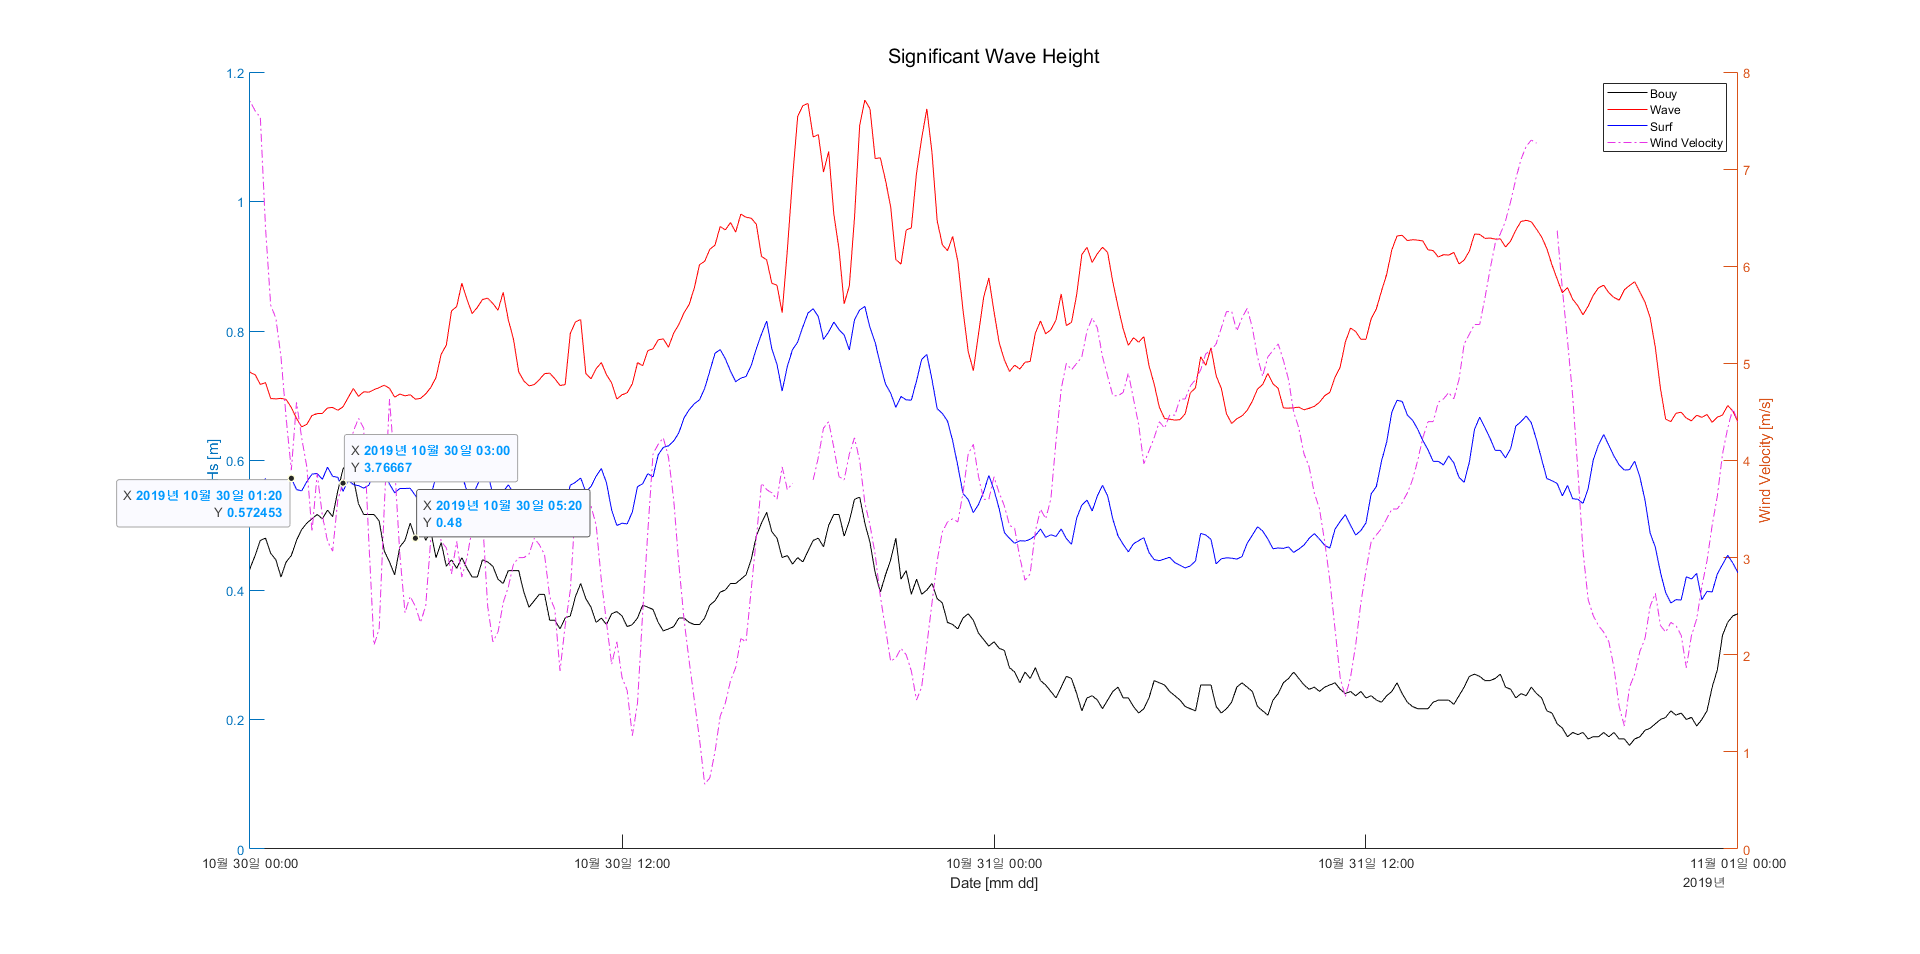 Significant Wave Height
1.2
1
0.8
0.6
0.4
0.2
0
Hs [m]
8
7
6
5
4
3
2
1
0
Wind Velocity [m/s]
Bouy
Wave
Surf
Wind Velocity
X 2019년 10월 30일 03:00
Y 3.76667
X 2019년 10월 30일 01:20
Y 0.572453
X 2019년 10월 30일 05:20
Y 0.48
10월 30일 00:00
10월 30일 12:00
10월 31일 00:00
10월 31일 12:00
11월 01일 00:00
Date [mm dd]
2019년